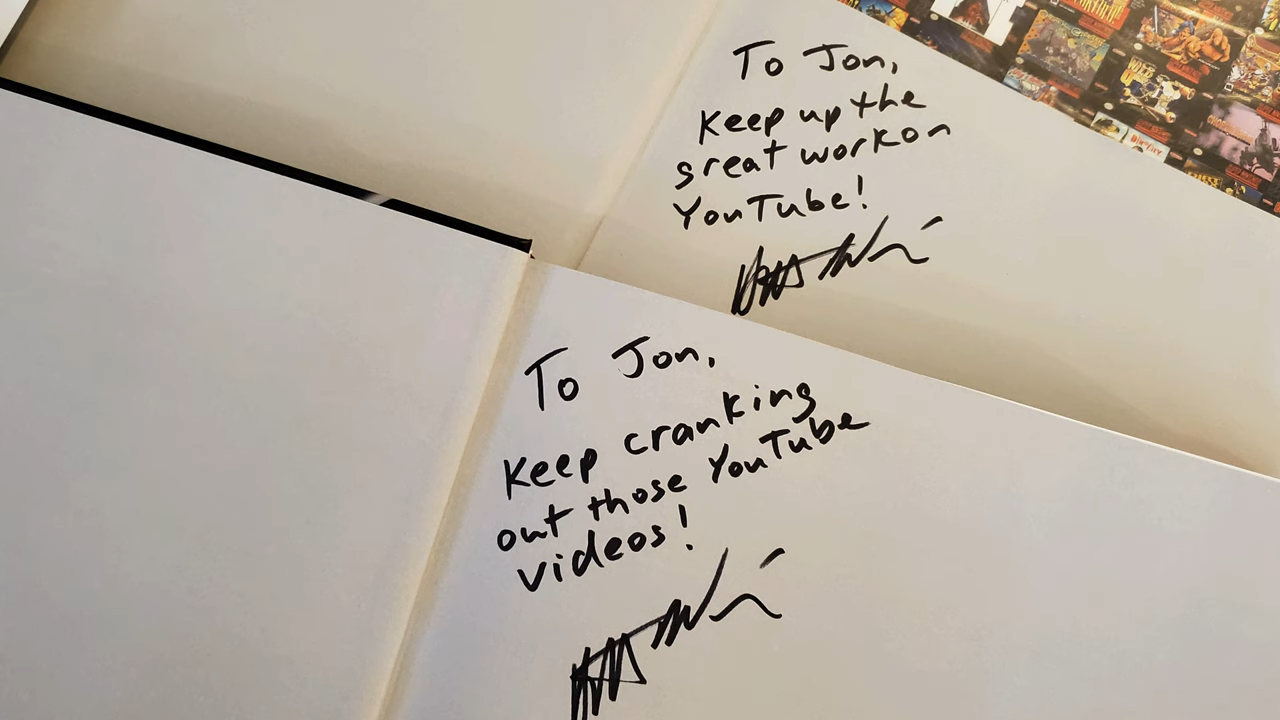 To Jon,
Keep up the
great work on
YouTube!
To Jon,
Keep cranking
out those YouTube
videos!